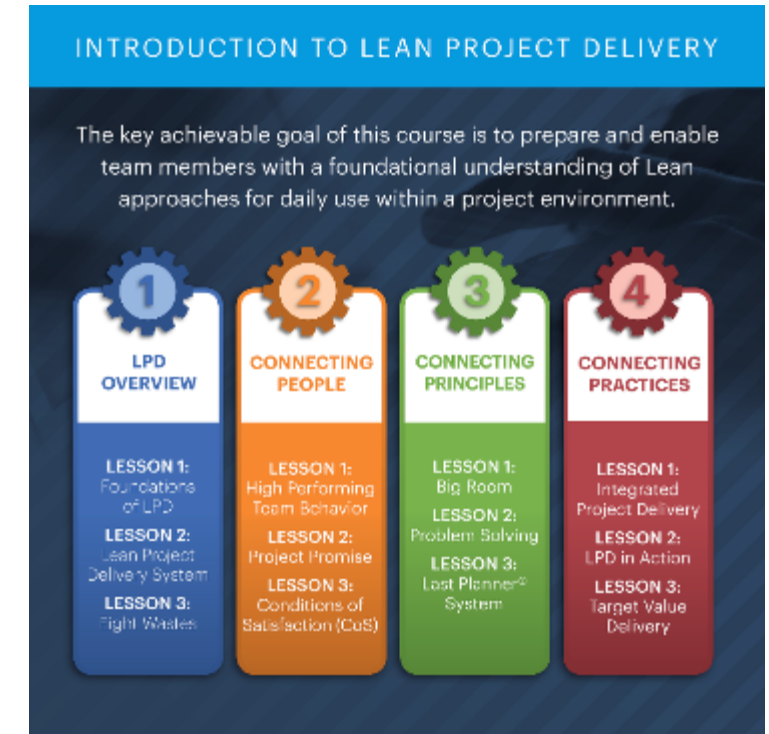 INTRODUCTION TO LEAN PROJECT DELIVERY
The key achievable goal of this course is to prepare and enable
team members with a foundational understanding of Lean
approaches for daily use within a project environment.
1
LPD
OVERVIEW
LESSON 1:
Foundations
of LPD
LESSON 2:
Lean Project
Delivery System
LESSON 3:
Eight Wastes
2
CONNECTING
PEOPLE
LESSON 1:
High Performing
Team Behavior
LESSON 2:
Project Promise
LESSON 3:
Conditions of
Satisfaction (CoS)
3
CONNECTING
PRINCIPLES
LESSON 1:
Big Room
LESSON 2:
Problem Solving
LESSON 3:
Last Planner®
System
4
CONNECTING
PRACTICES
LESSON 1:
Integrated
Project Delivery
LESSON 2:
LPD in Action
LESSON 3:
Target Value
Delivery